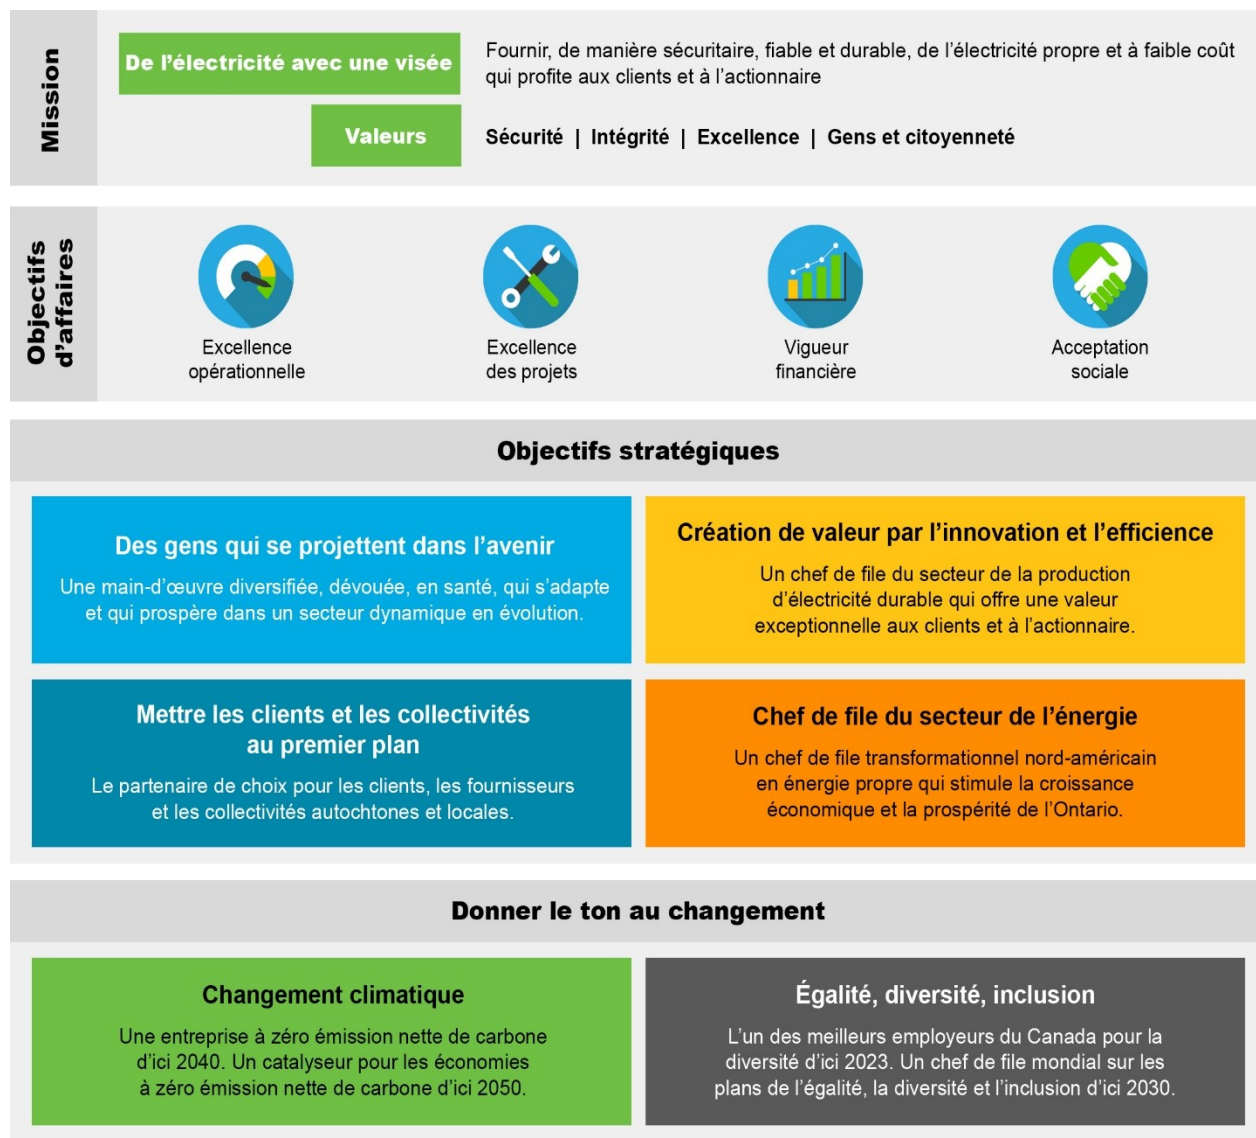 Mission
De l’électricité avec une visée
Fournir, de manière sécuritaire, fiable et durable, de l’électricité propre et à faible coût
qui profite aux clients et à l’actionnaire
Valeurs
Sécurité | Intégrité | Excellence | Gens et citoyenneté
Objectifs
d’affaires
Excellence
opérationnelle
Excellence
des projets
Vigueur
financière
Acceptation
sociale
Objectifs stratégiques
Des gens qui se projettent dans l’avenir
Une main-d’œuvre diversifiée, dévouée, en santé, qui s’adapte
et qui prospère dans un secteur dynamique en évolution.
Création de valeur par l’innovation et l’efficience
Un chef de file du secteur de la production
d’électricité durable qui offre une valeur
exceptionnelle aux clients et à l’actionnaire.
Mettre les clients et les collectivités
au premier plan
Le partenaire de choix pour les clients, les fournisseurs
et les collectivités autochtones et locales.
Chef de file du secteur de l’énergie
Un chef de file transformationnel nord-américain
en énergie propre qui stimule la croissance
économique et la prospérité de l’Ontario.
Donner le ton au changement
Changement climatique
Une entreprise à zéro émission nette de carbone
d’ici 2040. Un catalyseur pour les économies
à zéro émission nette de carbone d’ici 2050.
Égalité, diversité, inclusion
L’un des meilleurs employeurs du Canada pour la
diversité d’ici 2023. Un chef de file mondial sur les
plans de l’égalité, la diversité et l’inclusion d’ici 2030.